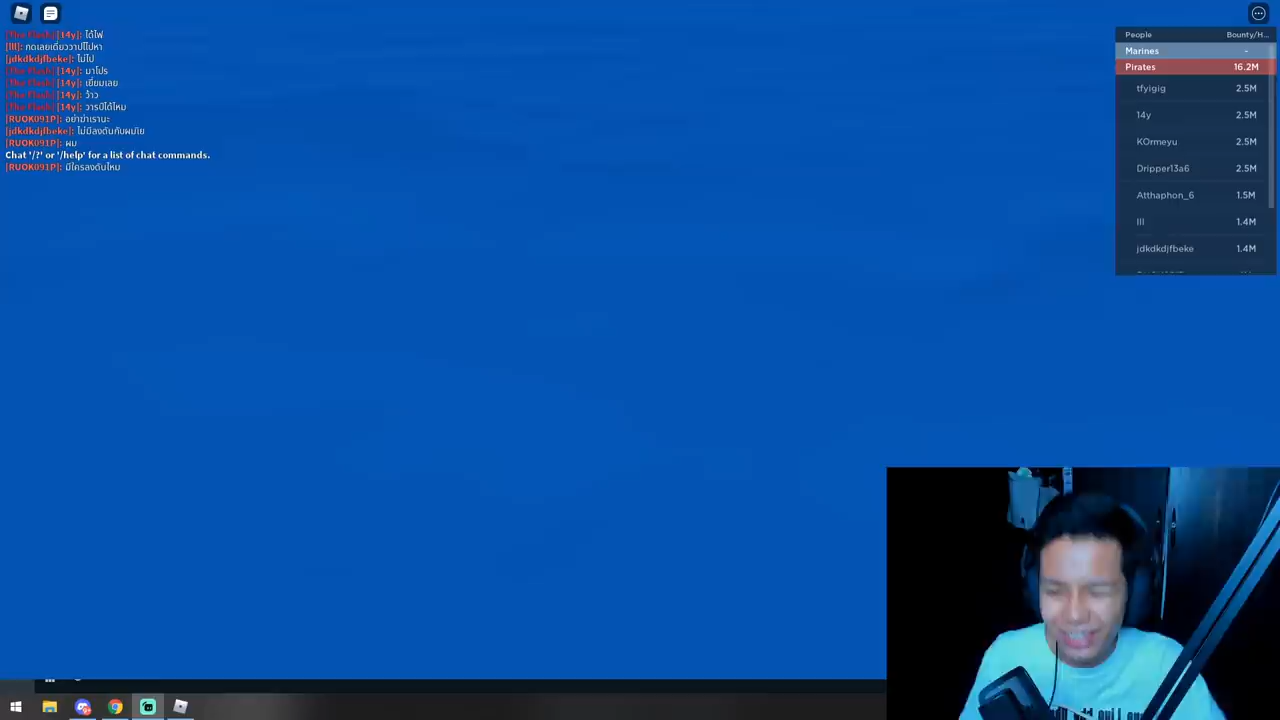 [The Flash] [14y]: ได้ไฟ
[lll]: กดเลยเดี๋ยววาปไปหา
[jdkdkdjfbeke]: ไม่ไป
[The Flash] [14y]: มาโปร
[The Flash] [14y]: เยี่ยมเลย
[The Flash] [14y]: ว้าว
[The Flash] [14y]: วารปได้ไหม
[RUOK091P]: อย่าฆ่าเรานะ
[jdkdkdjfbeke]: ไม่มีลงดันกับผมเย
[RUOK091P]: ผม
Chat '/?' or '/help' for a list of chat commands.
[RUOK091P]: มีใครลงดันไหม
People Bounty/H...
Marines -
Pirates 16.2M
tfyigig 2.5M
14y 2.5M
KOrmeyu 2.5M
Dripper13a6 2.5M
Atthaphon_6 1.5M
lll 1.4M
jdkdkdjfbeke 1.4M